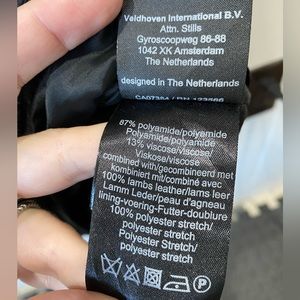 Veldhoven International B.V.
Attn. Stills
Gyroscoopweg 86-88
1042 XK Amsterdam
The Netherlands
designed in The Netherlands
87% polyamide/polyamide
Polyamide/polyamide
13% viscose/viscose/
Viskose/viscose
combined with/gecombineerd met
kombiniert mit/combiné avec
100% lambs leather/lams leer
Lamm Leder/peau d'agneau
lining-voering-Futter-doublure
100% polyester stretch/
polyester stretch/
Polyester Stretch/
polyester stretch
P